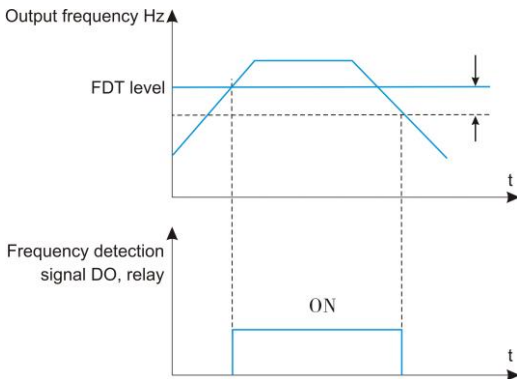 Output frequency Hz
FDT level
t
Frequency detection
signal DO, relay
ON
t